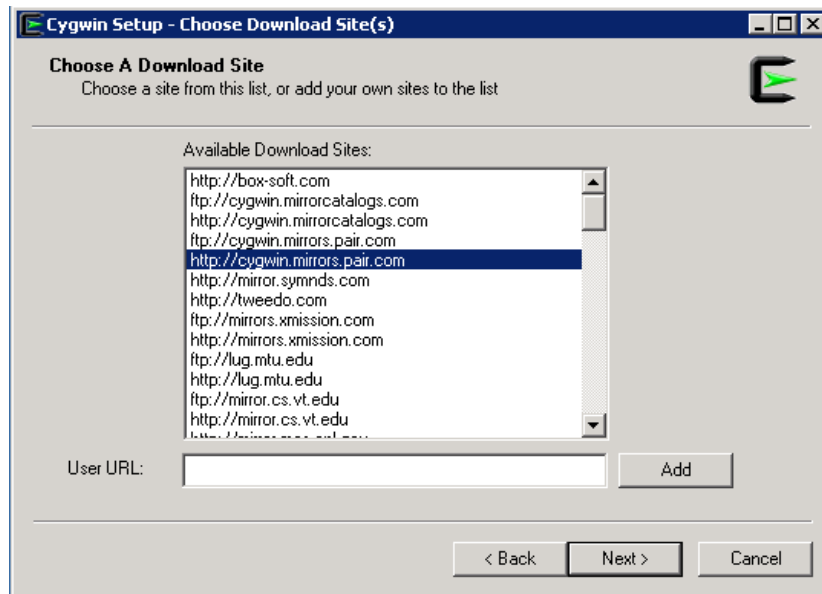 Cygwin Setup - Choose Download Site(s)
Choose A Download Site
Choose a site from this list, or add your own sites to the list
Available Download Sites:
http://box-soft.com
ftp://cygwin.mirrorcatalogs.com
http://cygwin.mirrorcatalogs.com
ftp://cygwin.mirrors.pair.com
http://cygwin.mirrors.pair.com
http://mirror.symnds.com
http://tweedo.com
ftp://mirrors.xmission.com
http://mirrors.xmission.com
ftp://lug.mtu.edu
http://lug.mtu.edu
ftp://mirror.cs.vt.edu
http://mirror.cs.vt.edu
User URL: Add
< Back Next > Cancel